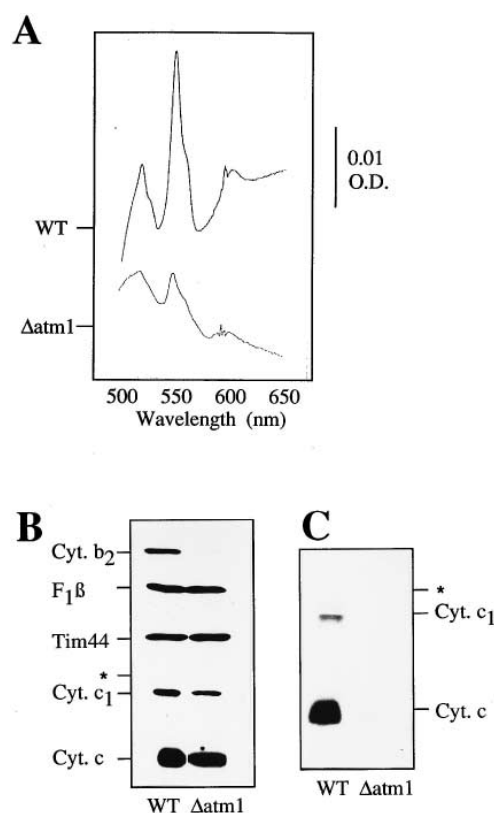 A
0.01
O.D.
WT
Δatm1
500 550 600 650
Wavelength (nm)
B
Cyt. b2
F1ß
Tim44
*
Cyt. c1
Cyt. c
WT Δatm1
C
*
Cyt. c1
Cyt. c
WT Δatm1